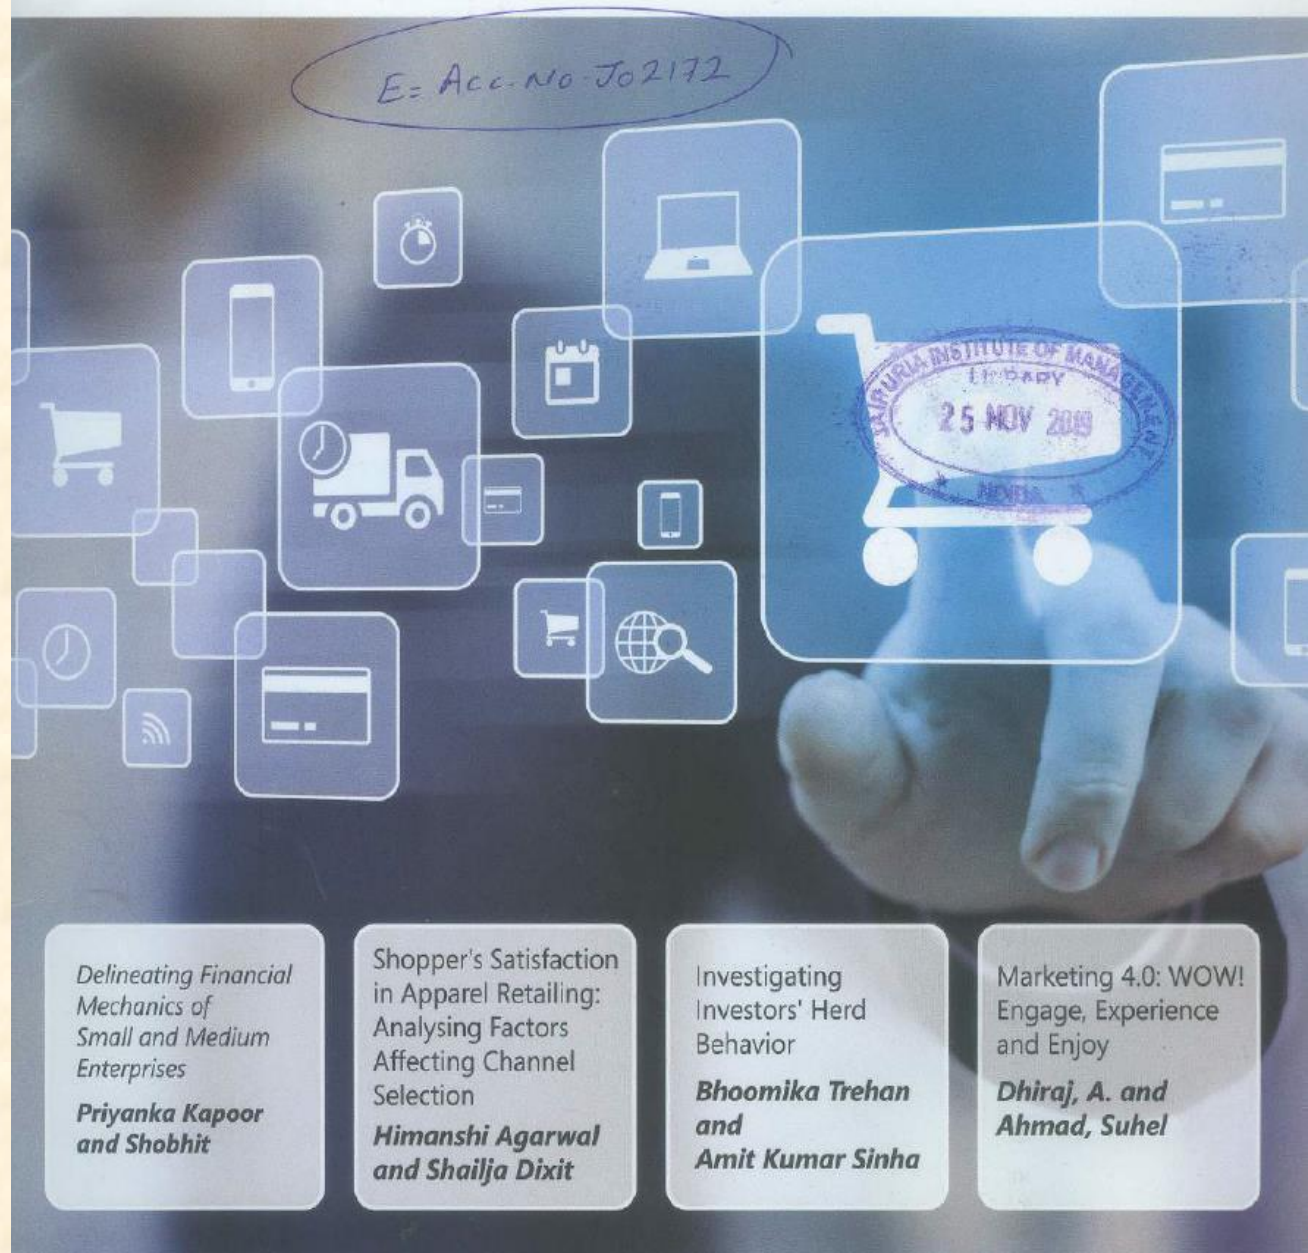 E= Acc. No- J02172
JAIPURIA INSTITUTE OF MANAGEMENT
LIBRARY
25 NOV 2019
NOIDA
Delineating Financial
Mechanics of
Small and Medium
Enterprises
Priyanka Kapoor
and Shobhit
Shopper's Satisfaction
in Apparel Retailing:
Analysing Factors
Affecting Channel
Selection
Himanshi Agarwal
and Shailja Dixit
Investigating
Investors' Herd
Behavior
Bhoomika Trehan
and
Amit Kumar Sinha
Marketing 4.0: WOW!
Engage, Experience
and Enjoy
Dhiraj, A. and
Ahmad, Suhel